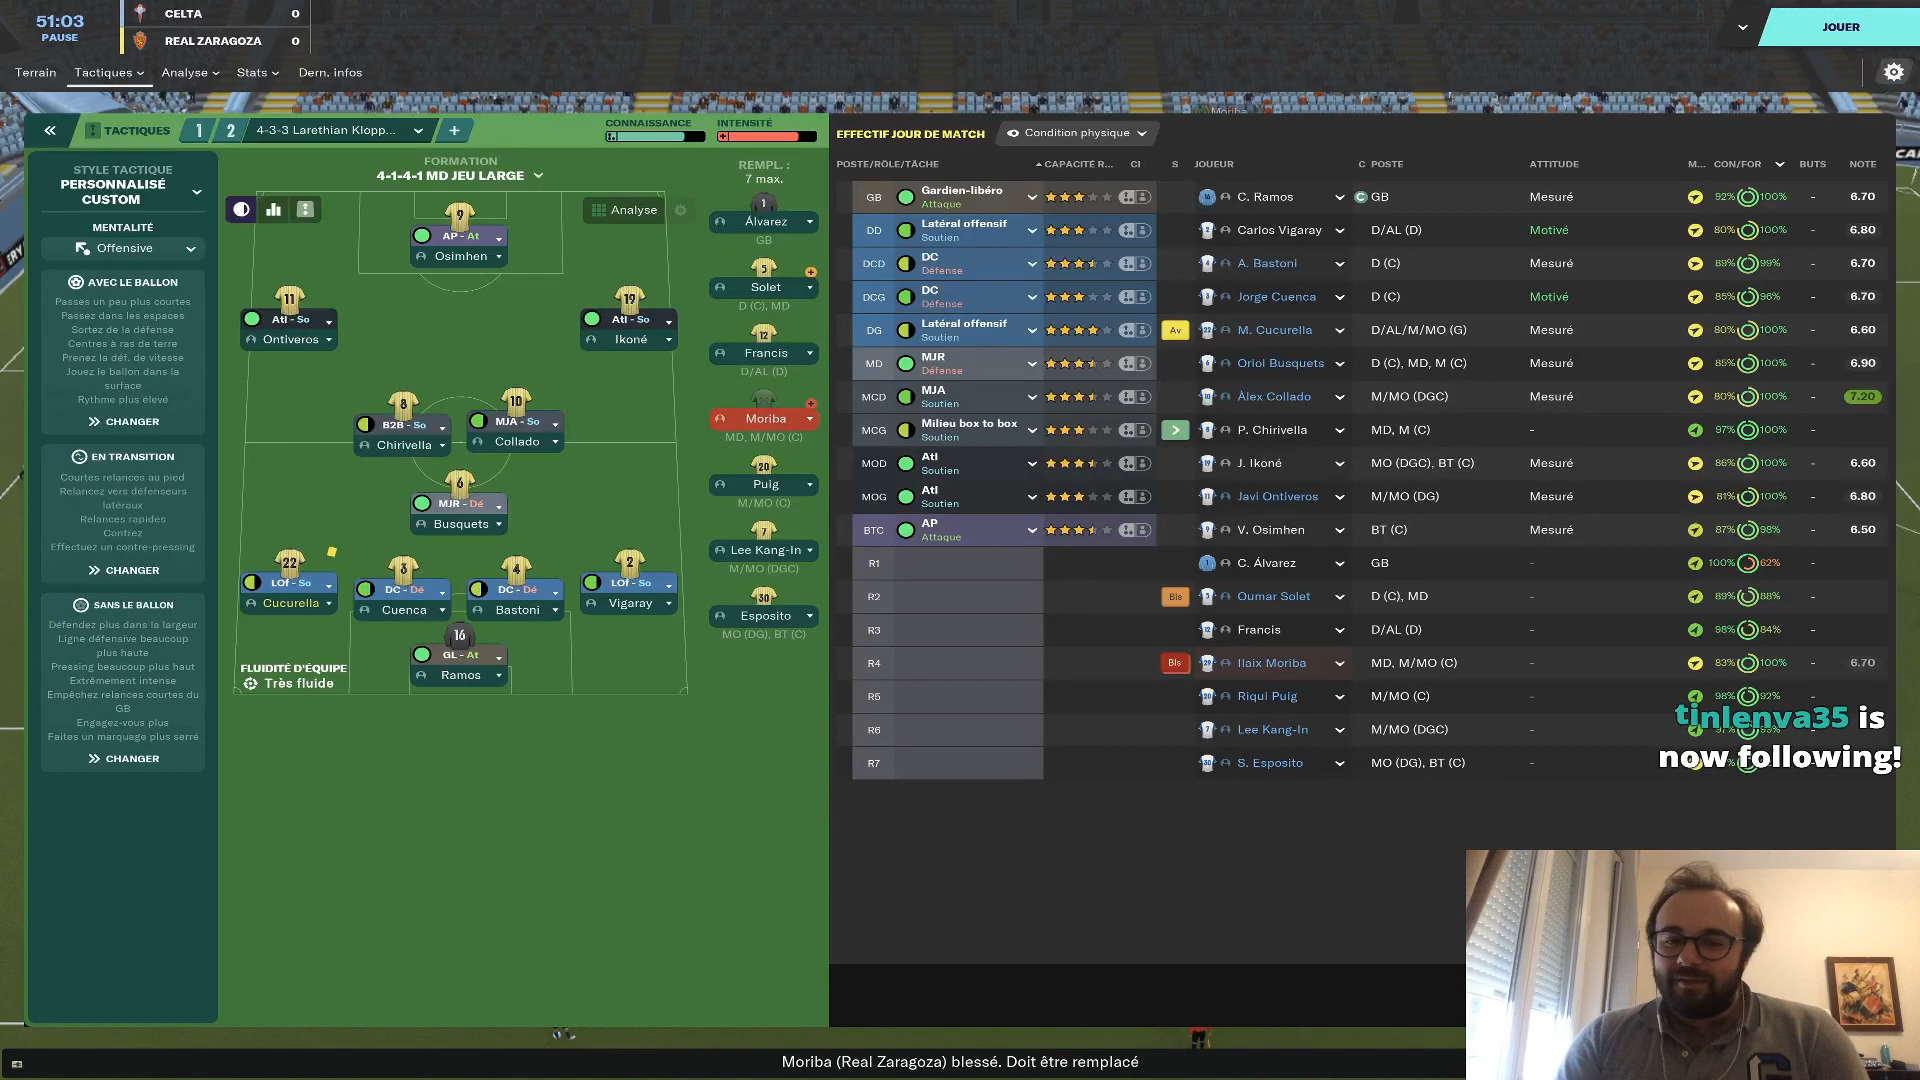 51:03
PAUSE
CELTA 0
REAL ZARAGOZA 0
JOUER
Terrain Tactiques Analyse Stats Dern. infos
TACTIQUES 1 2 4-3-3 Larethian Klopp... +
CONNAISSANCE INTENSITÉ
STYLE TACTIQUE
PERSONNALISÉ
CUSTOM
MENTALITÉ
Offensive
AVEC LE BALLON
Passes un peu plus courtes
Passez dans les espaces
Sortez de la défense
Centres à ras de terre
Prenez la déf. de vitesse
Jouez le ballon dans la
surface
Rythme plus élevé
CHANGER
EN TRANSITION
Courtes relances au pied
Relancez vers défenseurs
latéraux
Relances rapides
Contrez
Effectuez un contre-pressing
CHANGER
SANS LE BALLON
Défendez plus dans la largeur
Ligne défensive beaucoup
plus haute
Pressing beaucoup plus haut
Extrêmement intense
Empêchez relances courtes du
GB
Engagez-vous plus
Faites un marquage plus serré
CHANGER
FORMATION
4-1-4-1 MD JEU LARGE
Analyse
9
AP - At
Osimhen
11
Atl - So
Ontiveros
19
Atl - So
Ikoné
8
B2B - So
Chirivella
10
MJA - So
Collado
6
MJR - Dé
Busquets
22
LOf - So
Cucurella
3
DC - Dé
Cuenca
4
DC - Dé
Bastoni
2
LOf - So
Vigaray
16
GL - At
Ramos
FLUIDITÉ D'ÉQUIPE
Très fluide
REMPL. :
7 max.
1
Álvarez
GB
5
Solet
D (C), MD
12
Francis
D/AL (D)
Moriba
MD, M/MO (C)
20
Puig
M/MO (C)
7
Lee Kang-In
M/MO (DGC)
30
Esposito
MO (DG), BT (C)
EFFECTIF JOUR DE MATCH Condition physique
POSTE/RÔLE/TÂCHE CAPACITÉ R... CI S JOUEUR C POSTE ATTITUDE M... CON/FOR BUTS NOTE
GB Gardien-libéro Attaque C. Ramos C GB Mesuré 92% 100% - 6.70
DD Latéral offensif Soutien Carlos Vigaray D/AL (D) Motivé 80% 100% - 6.80
DCD DC Défense A. Bastoni D (C) Mesuré 89% 99% - 6.70
DCG DC Défense Jorge Cuenca D (C) Motivé 85% 96% - 6.70
DG Latéral offensif Soutien Av M. Cucurella D/AL/M/MO (G) Mesuré 80% 100% - 6.60
MD MJR Défense Oriol Busquets D (C), MD, M (C) Mesuré 85% 100% - 6.90
MCD MJA Soutien Àlex Collado M/MO (DGC) Mesuré 80% 100% - 7.20
MCG Milieu box to box Soutien P. Chirivella MD, M (C) - 97% 100% -
MOD Atl Soutien J. Ikoné MO (DGC), BT (C) Mesuré 86% 100% - 6.60
MOG Atl Soutien Javi Ontiveros M/MO (DG) Mesuré 81% 100% - 6.80
BTC AP Attaque V. Osimhen BT (C) Mesuré 87% 98% - 6.50
R1 C. Álvarez GB - 100% 62% -
R2 Bls Oumar Solet D (C), MD - 89% 88% -
R3 Francis D/AL (D) - 98% 84% -
R4 Bls Ilaix Moriba MD, M/MO (C) - 83% 100% - 6.70
R5 Riqui Puig M/MO (C) - 98% 92% -
R6 Lee Kang-In M/MO (DGC) -
R7 S. Esposito MO (DG), BT (C) -
tinlenva35 is
now following!
Moriba (Real Zaragoza) blessé. Doit être remplacé